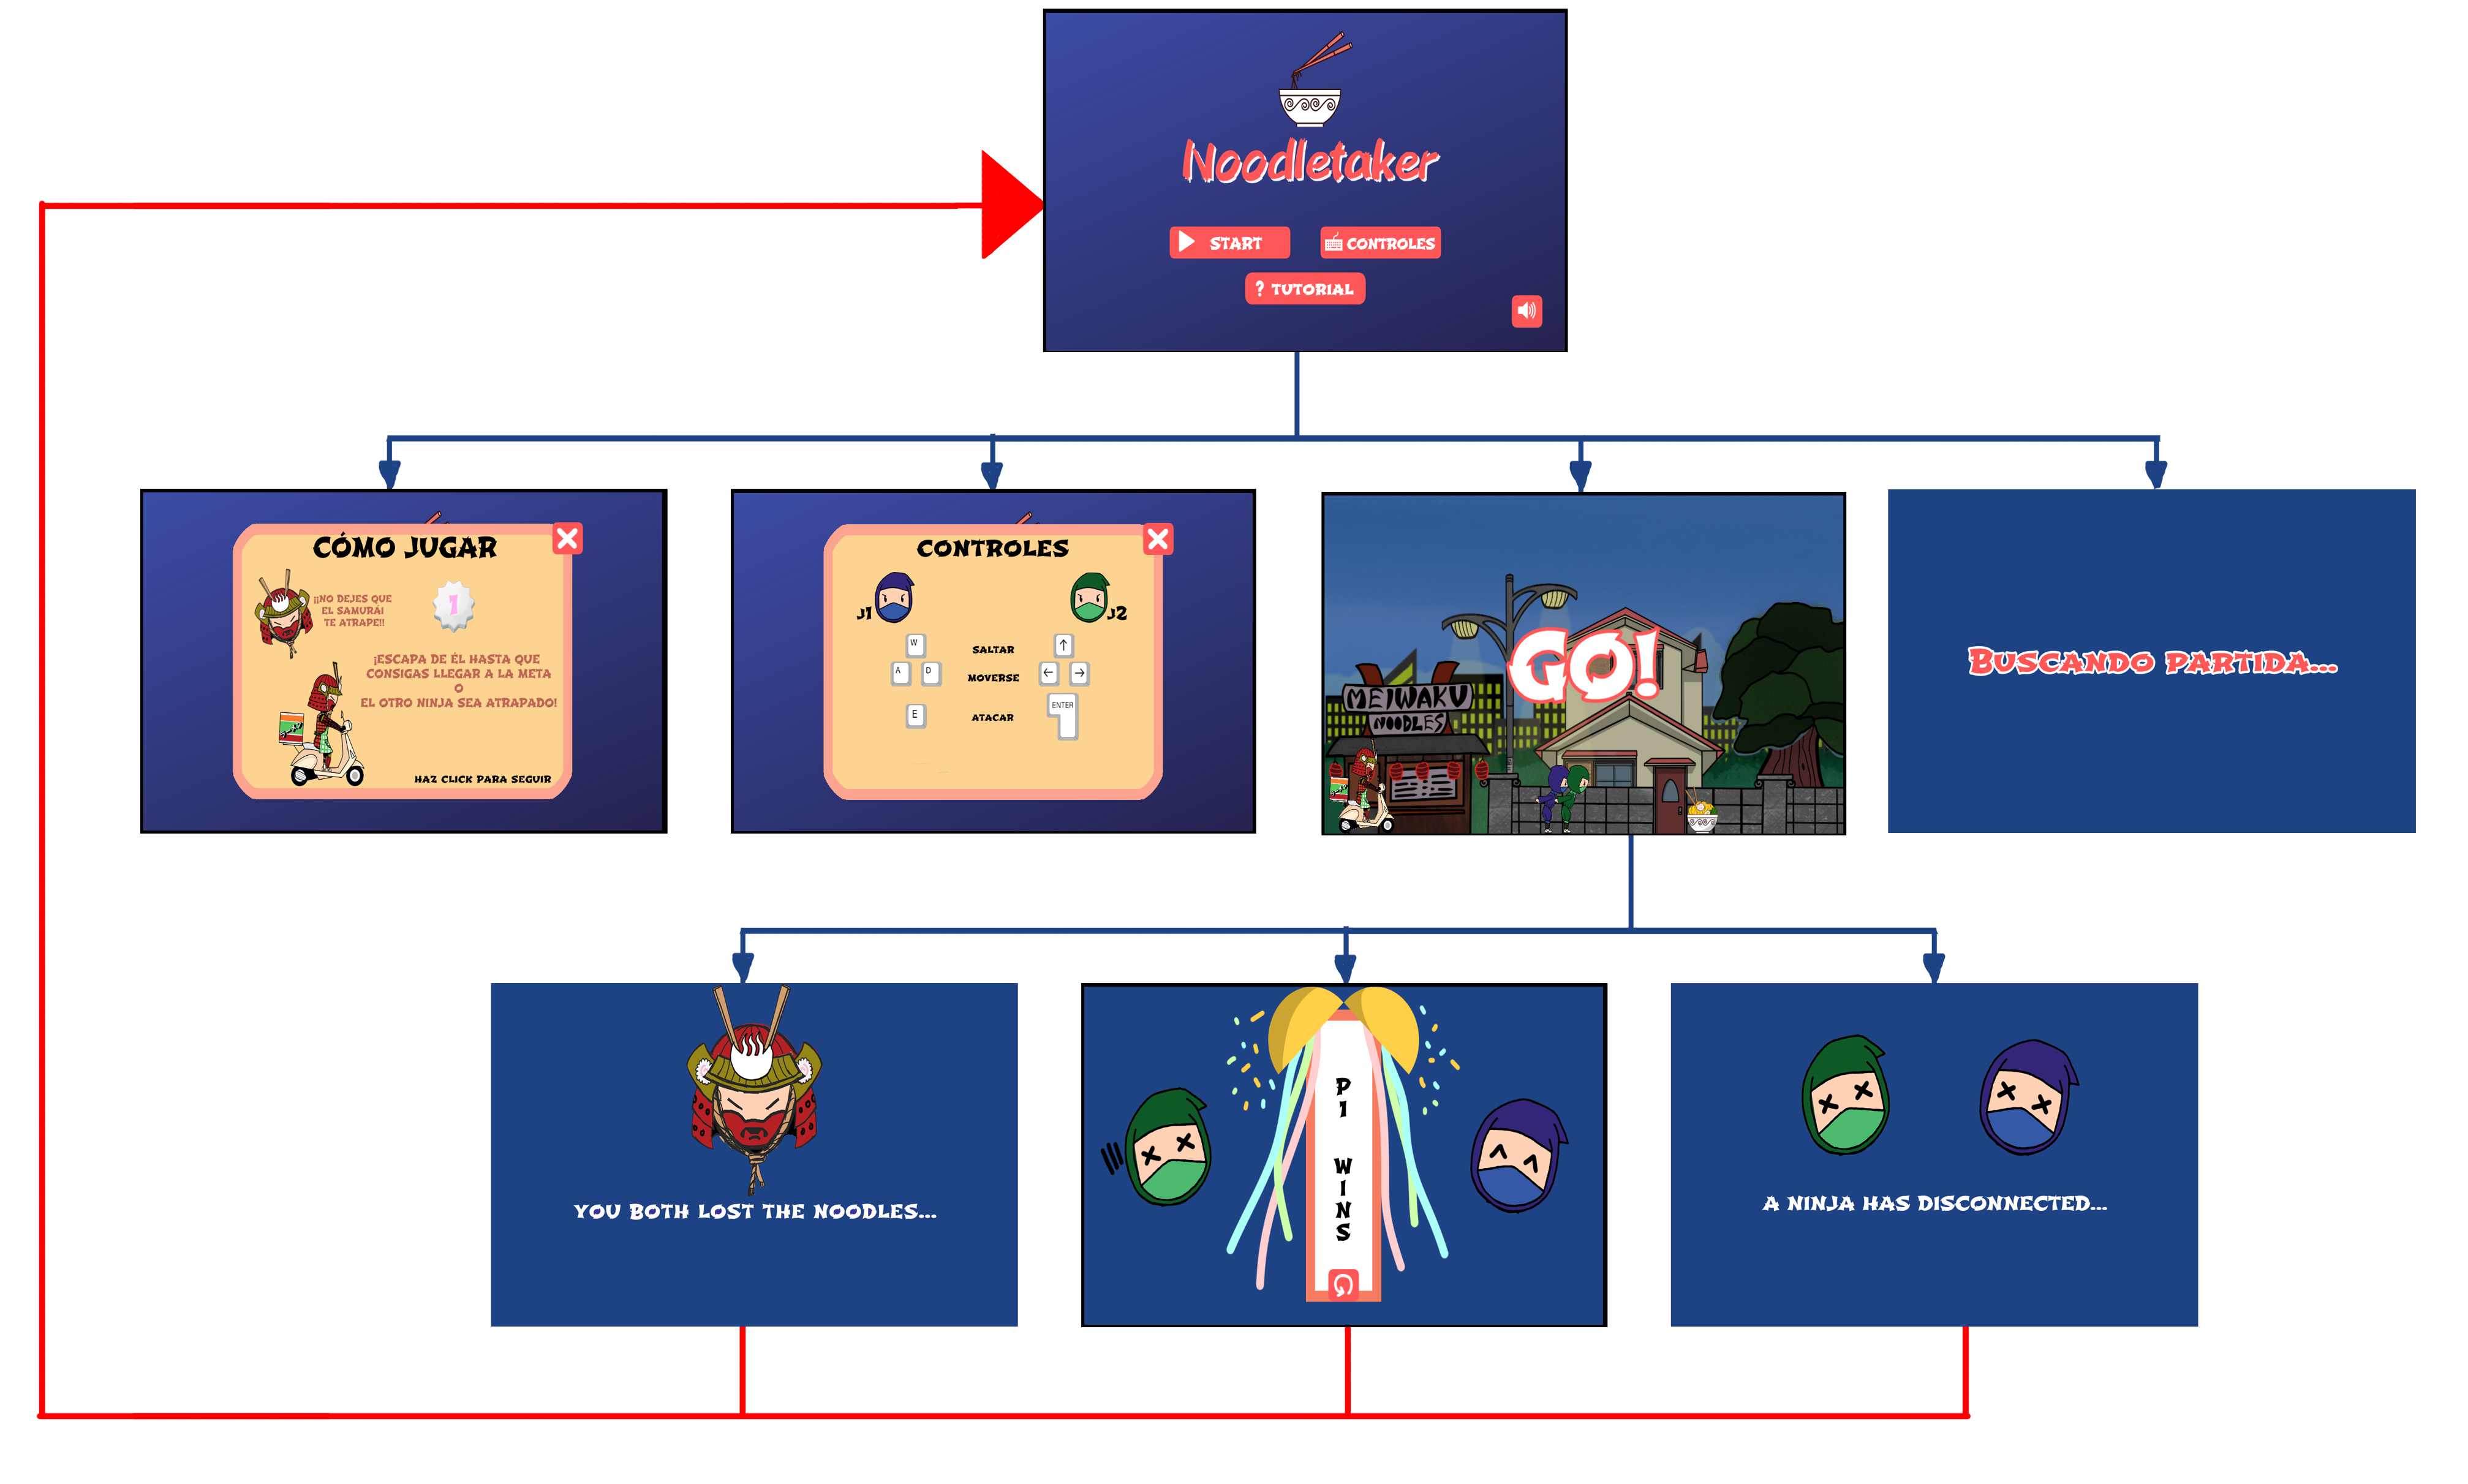 Noodletaker
START
CONTROLES
? TUTORIAL
CÓMO JUGAR
¡¡NO DEJES QUE
EL SAMURÁI
TE ATRAPE!!
1
¡ESCAPA DE ÉL HASTA QUE
CONSIGAS LLEGAR A LA META
O
EL OTRO NINJA SEA ATRAPADO!
HAZ CLICK PARA SEGUIR
CONTROLES
J1
J2
W
SALTAR
↑
A
D
MOVERSE
←
→
E
ATACAR
ENTER
GO!
MEIWAKU
NOODLES
BUSCANDO PARTIDA...
YOU BOTH LOST THE NOODLES...
P1 WINS
A NINJA HAS DISCONNECTED...